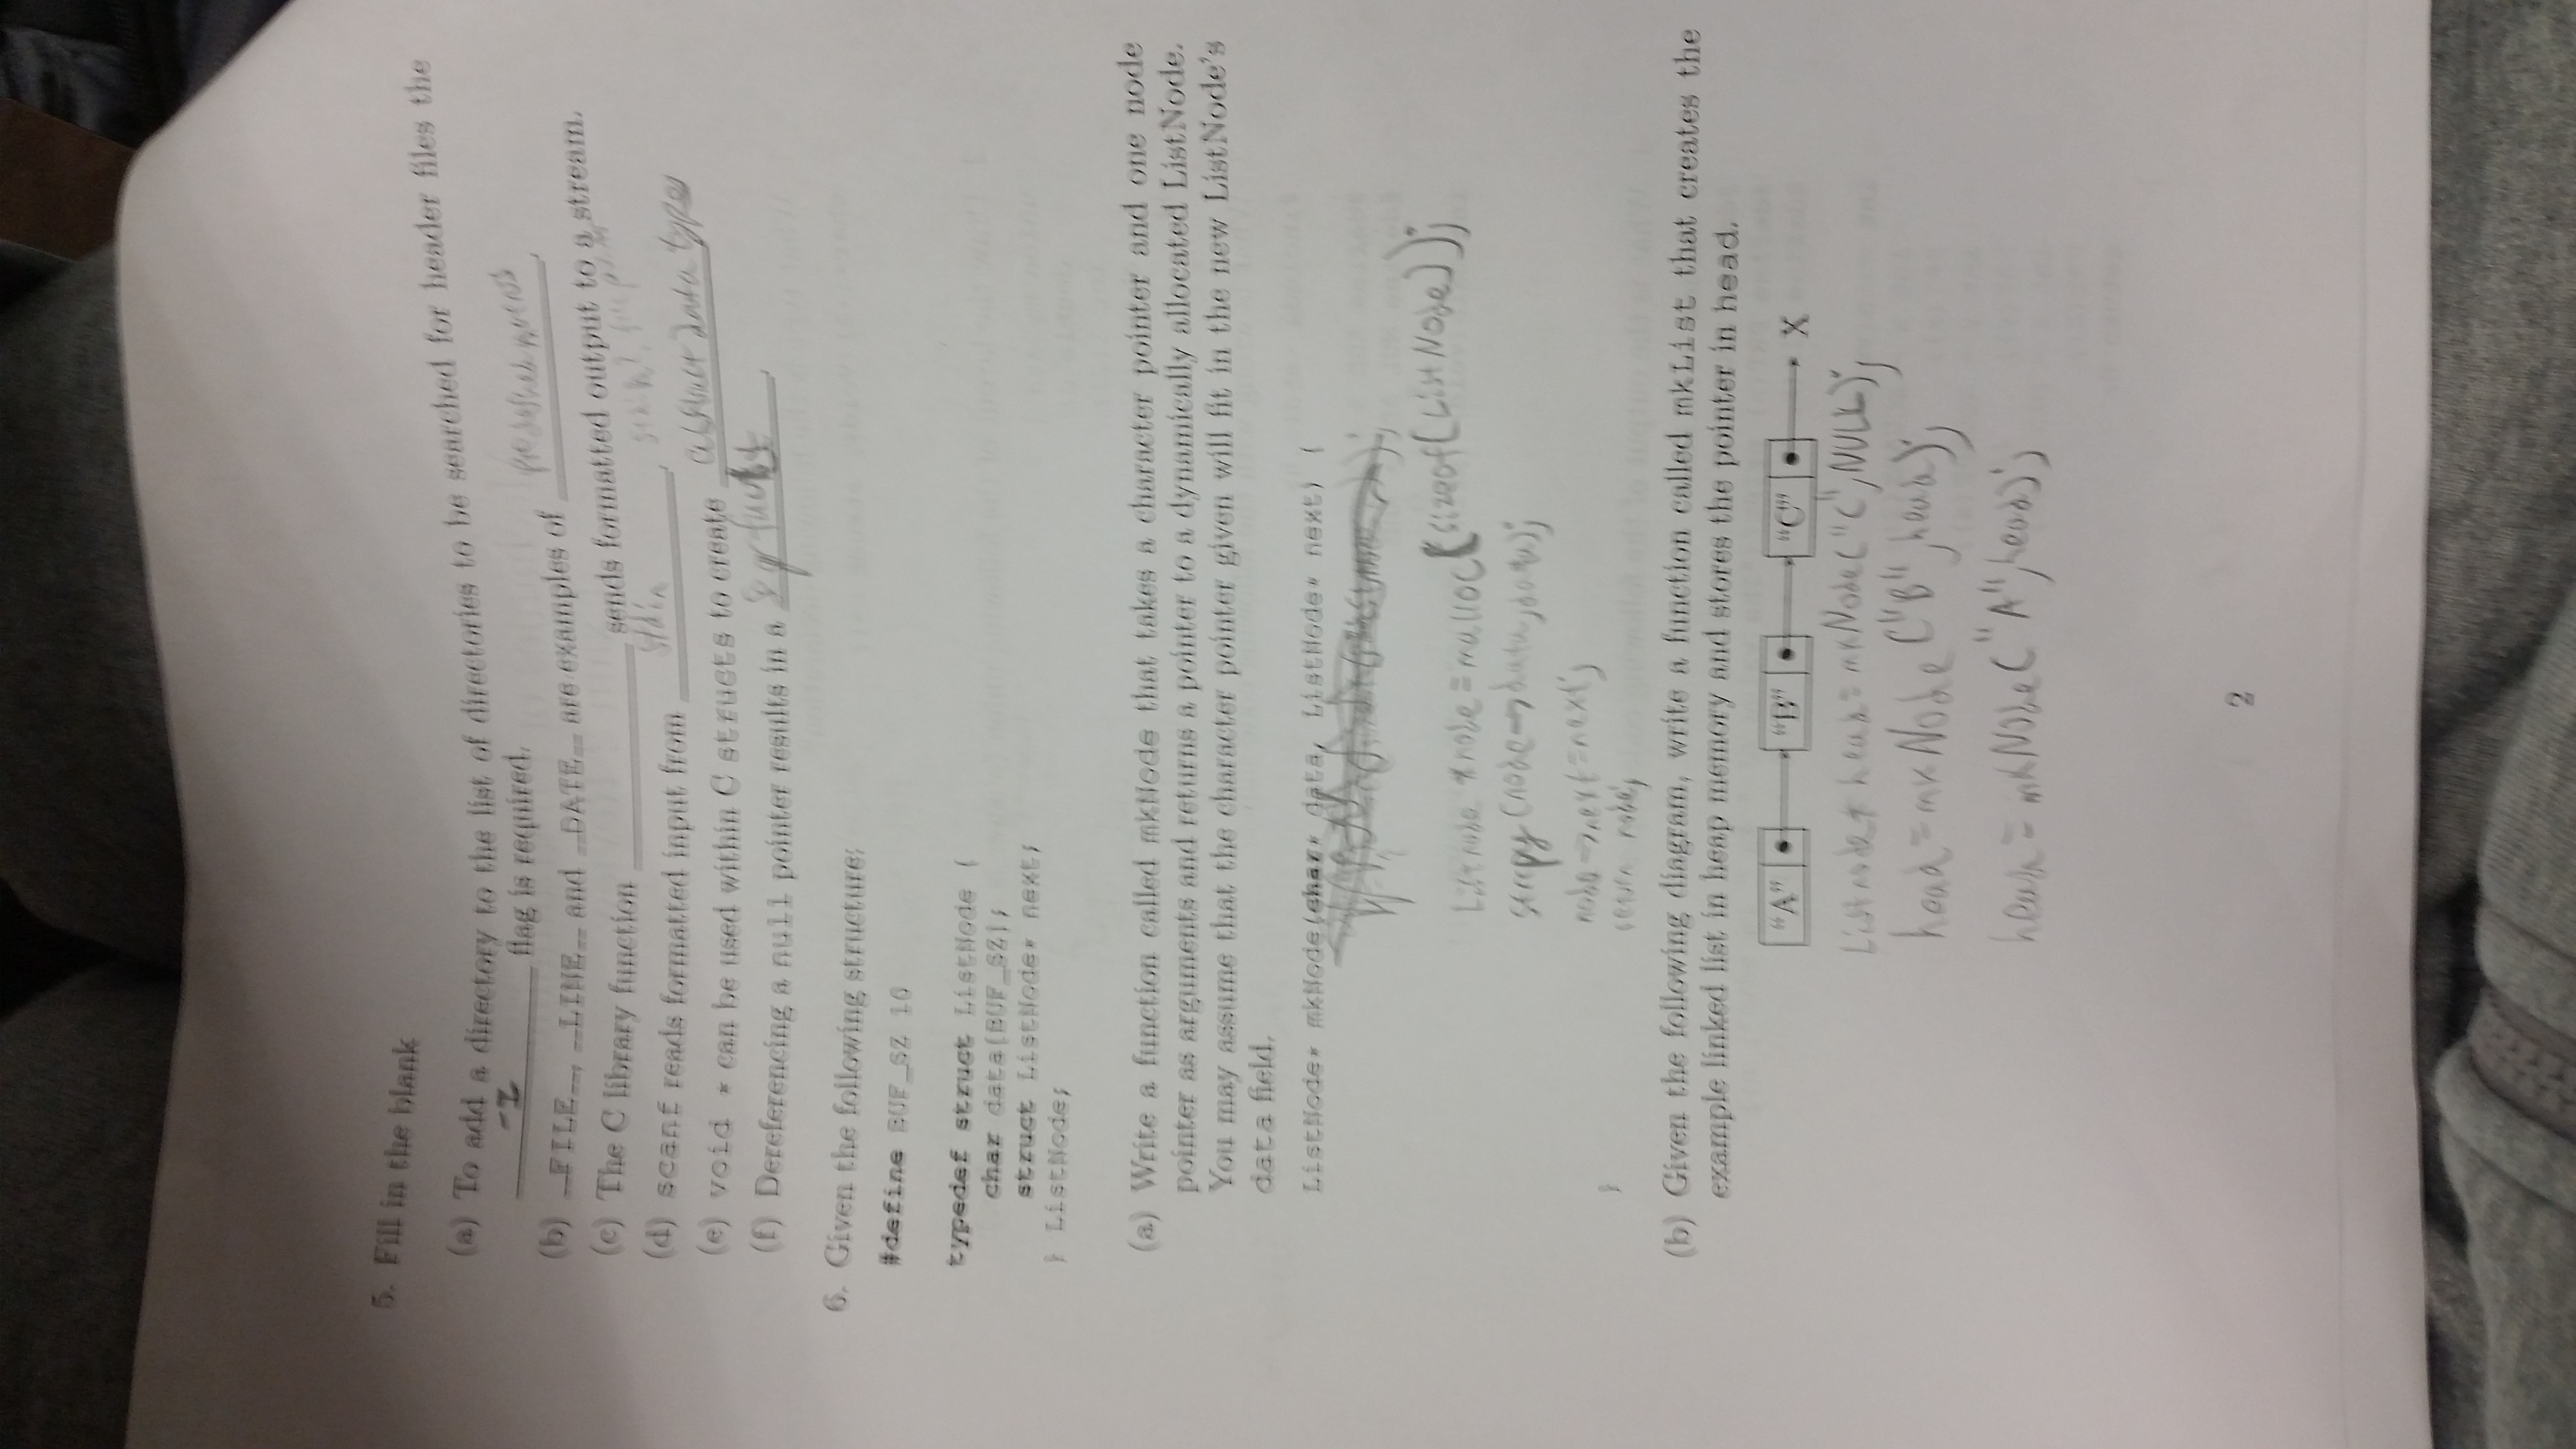 5. Fill in the blank
(a) To add a directory to the list of directories to be searched for header files the
-I flag is required.
predefined macros
(b) __FILE__, __LINE__ and __DATE__ are examples of ____.
(c) The C library function ____ sends formatted output to a stream.
(d) scanf reads formatted input from stdin.
(e) void * can be used within C structs to create abstract data types
(f) Dereferencing a null pointer results in a seg fault.
6. Given the following structure:
#define BUF_SZ 10
typedef struct ListNode {
char data[BUF_SZ];
struct ListNode* next;
} ListNode;
(a) Write a function called mkNode that takes a character pointer and one node
pointer as arguments and returns a pointer to a dynamically allocated ListNode.
You may assume that the character pointer given will fit in the new ListNode's
data field.
ListNode* mkNode(char* data, ListNode* next) {
Listnode *node = malloc(sizeof(ListNode));
strcpy(node->data, data);
node->next = next;
return node;
}
(b) Given the following diagram, write a function called mkList that creates the
example linked list in heap memory and stores the pointer in head.
"A" "B" "C" X
Listnode* head = mkNode("C", NULL);
head = mkNode("B", head);
head = mkNode("A", head);
2